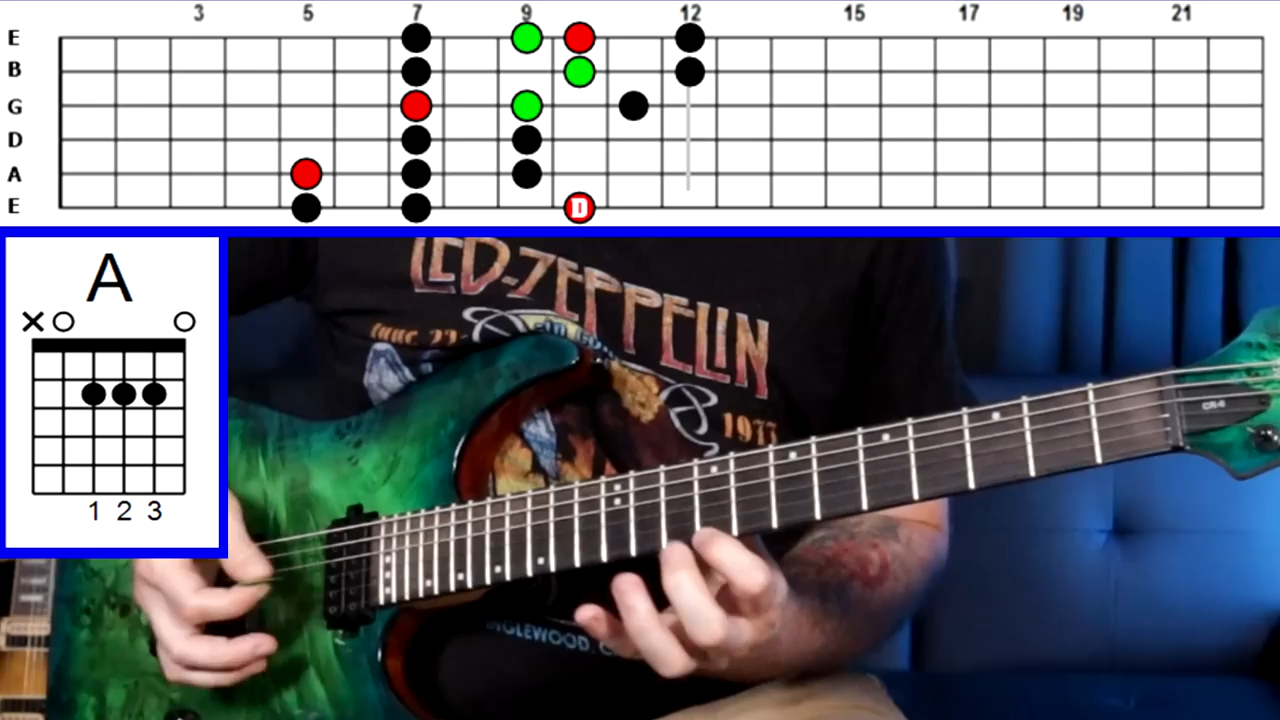 3 5 7 9 12 15 17 19 21
E
B
G
D
A
E D
A
× ○ ○
1 2 3
LED-ZEPPELIN
1977
INGLEWOOD, C